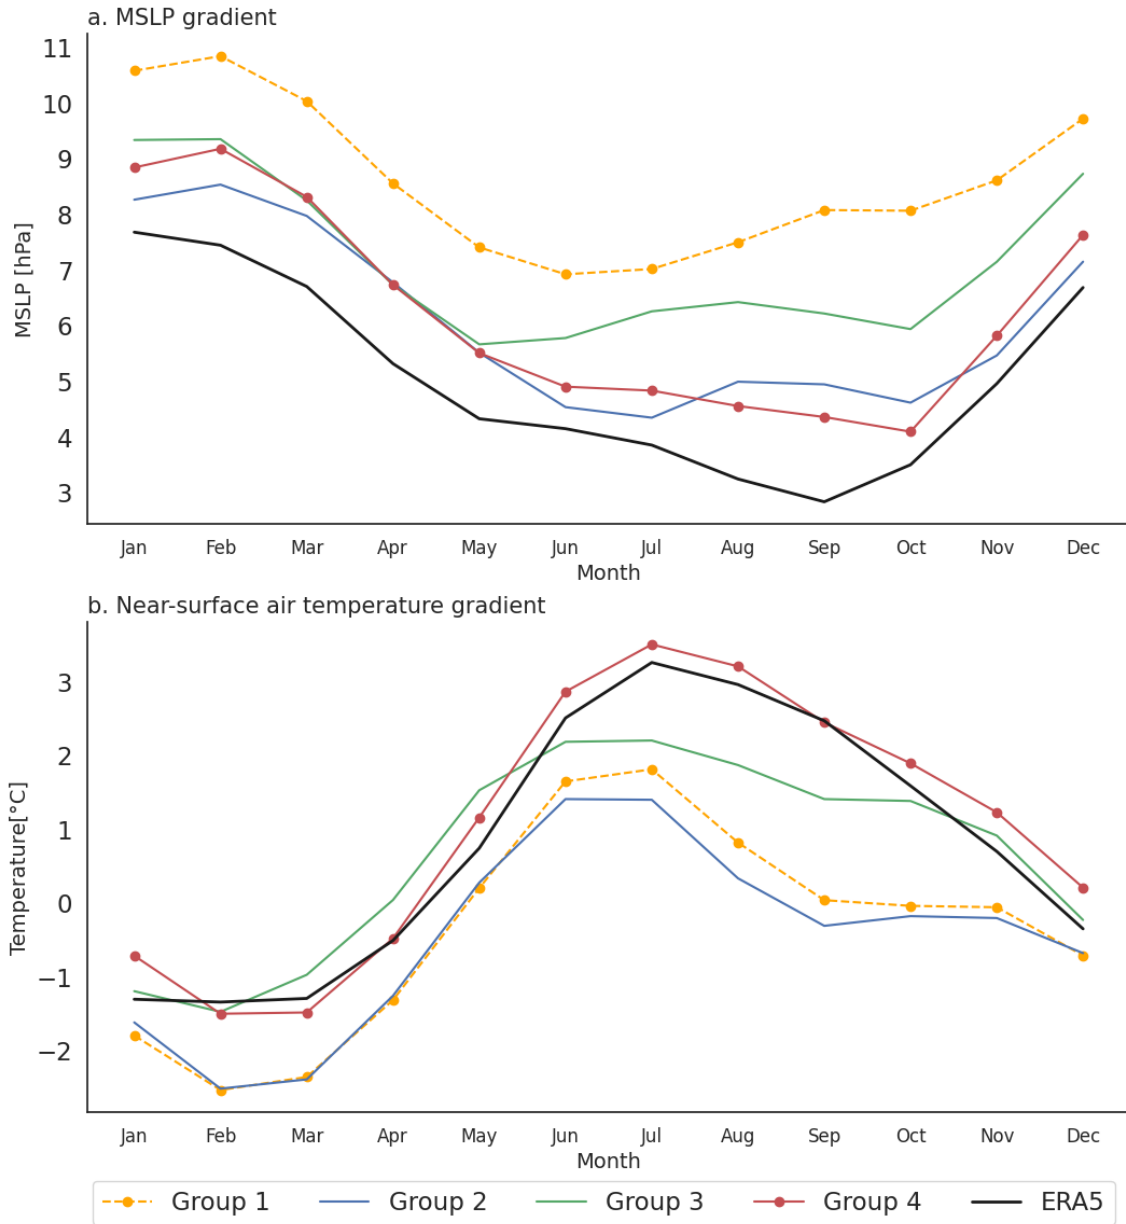 a. MSLP gradient
11
10
9
8
7
6
5
4
3
MSLP [hPa]
Jan Feb Mar Apr May Jun Jul Aug Sep Oct Nov Dec
Month
b. Near-surface air temperature gradient
3
2
1
0
−1
−2
Temperature[°C]
Jan Feb Mar Apr May Jun Jul Aug Sep Oct Nov Dec
Month
Group 1 Group 2 Group 3 Group 4 ERA5